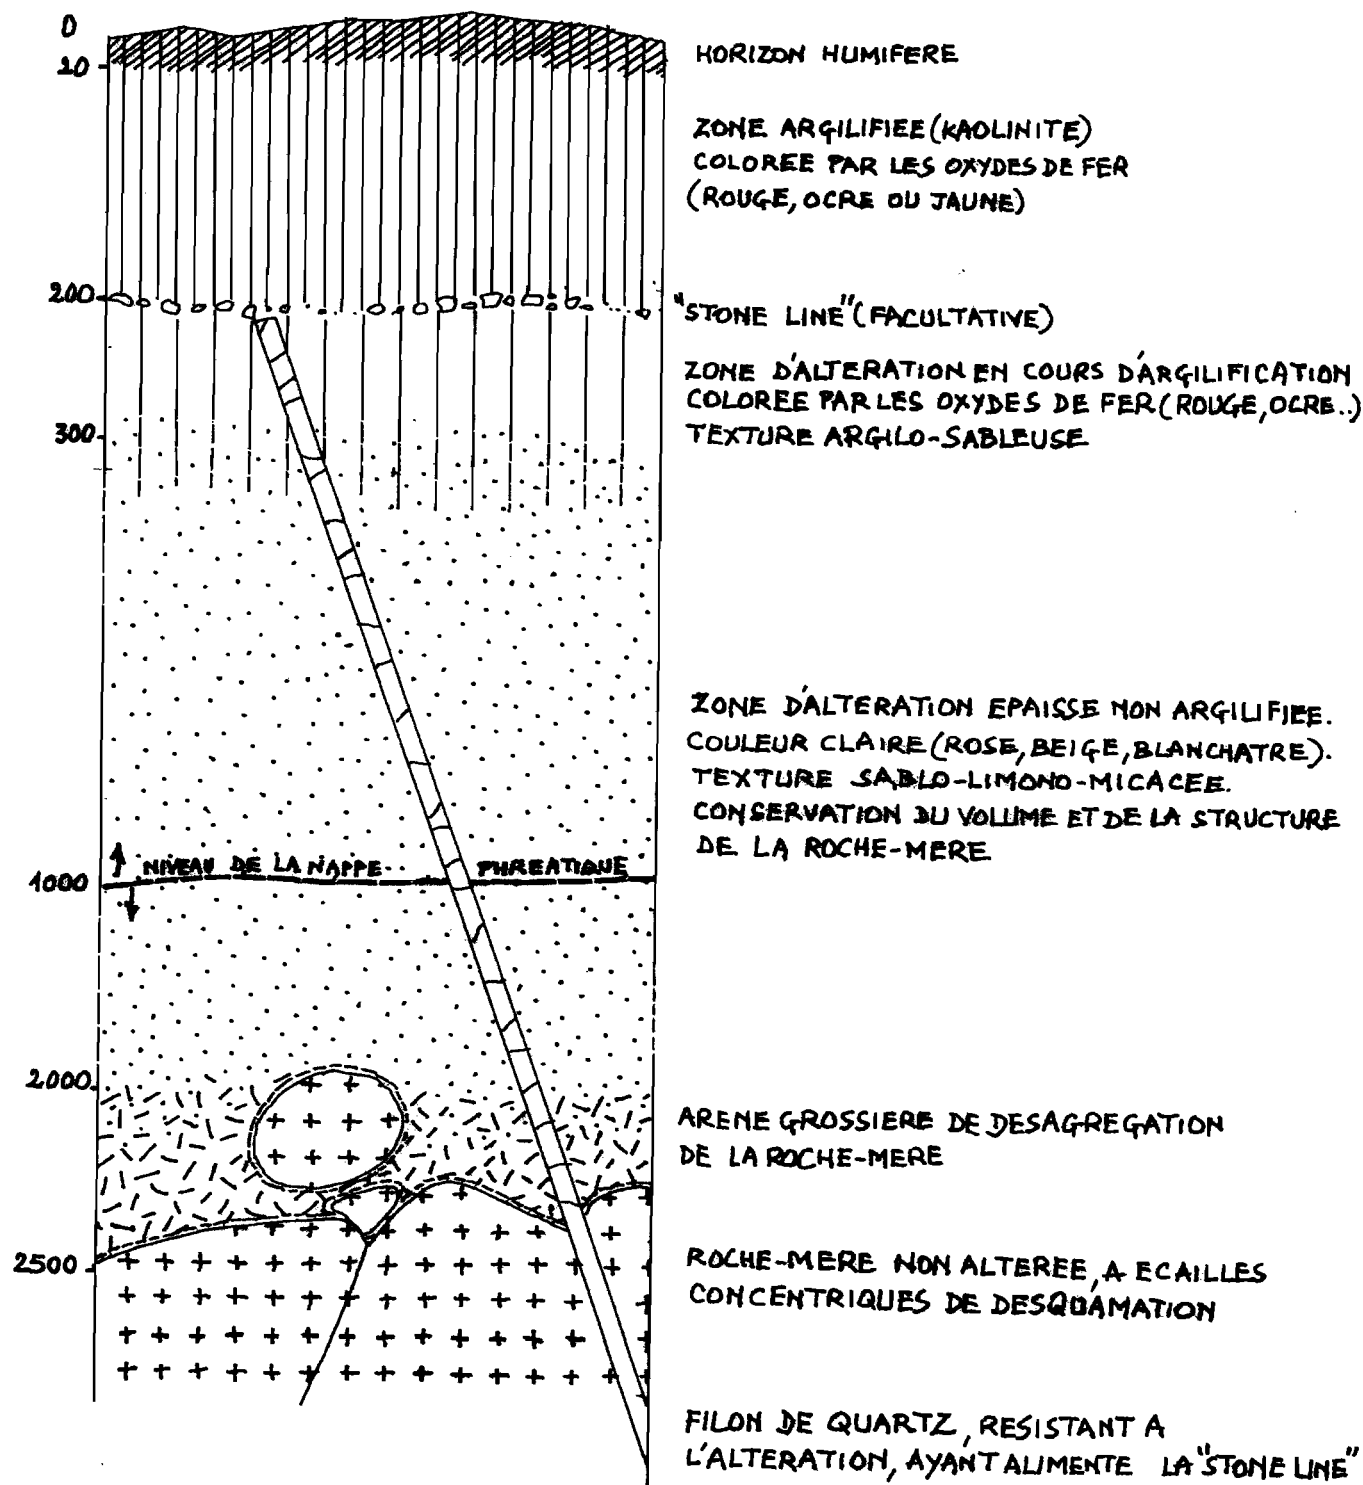 0
HORIZON HUMIFERE
10
ZONE ARGILIFIEE (KAOLINITE)
COLOREE PAR LES OXYDES DE FER
(ROUGE, OCRE OU JAUNE)
200
"STONE LINE" (FACULTATIVE)
ZONE D'ALTERATION EN COURS D'ARGILIFICATION
COLOREE PAR LES OXYDES DE FER (ROUGE, OCRE..)
300
TEXTURE ARGILO-SABLEUSE
ZONE D'ALTERATION EPAISSE NON ARGILIFIEE.
COULEUR CLAIRE (ROSE, BEIGE, BLANCHATRE).
TEXTURE SABLO-LIMONO-MICACEE.
CONSERVATION DU VOLUME ET DE LA STRUCTURE
DE LA ROCHE-MERE
NIVEAU DE LA NAPPE PHREATIQUE
1000
2000
ARENE GROSSIERE DE DESAGREGATION
DE LA ROCHE-MERE
2500
ROCHE-MERE NON ALTEREE, A ECAILLES
CONCENTRIQUES DE DESQUAMATION
FILON DE QUARTZ, RESISTANT A
L'ALTERATION, AYANT ALIMENTE LA "STONE LINE"